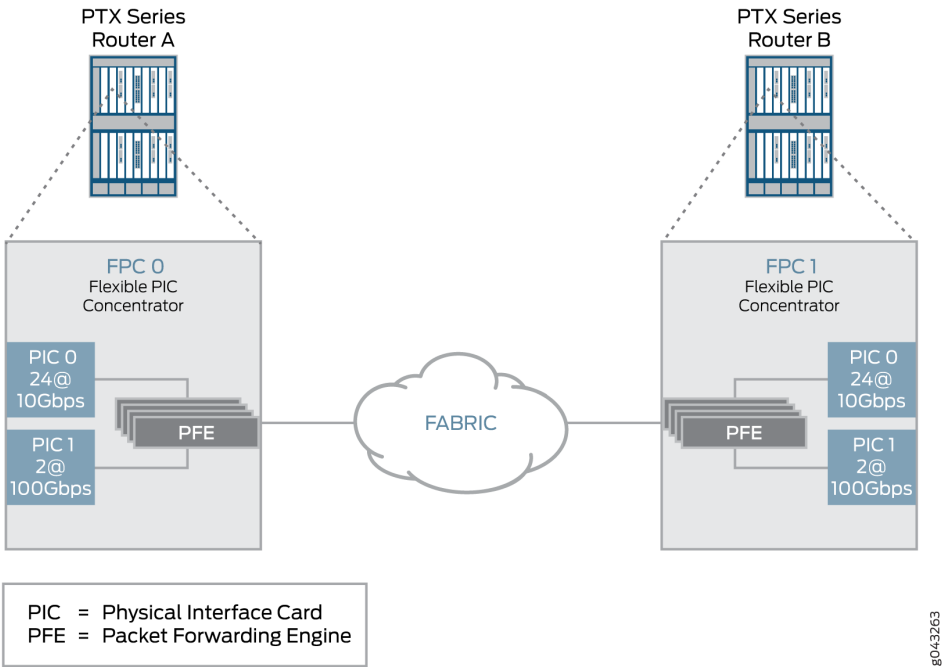 PTX Series
Router A
PTX Series
Router B
FPC 0
Flexible PIC
Concentrator
PIC 0
24@
10Gbps
PIC 1
2@
100Gbps
PFE
FABRIC
FPC 1
Flexible PIC
Concentrator
PFE
PIC 0
24@
10Gbps
PIC 1
2@
100Gbps
PIC = Physical Interface Card
PFE = Packet Forwarding Engine
g043263